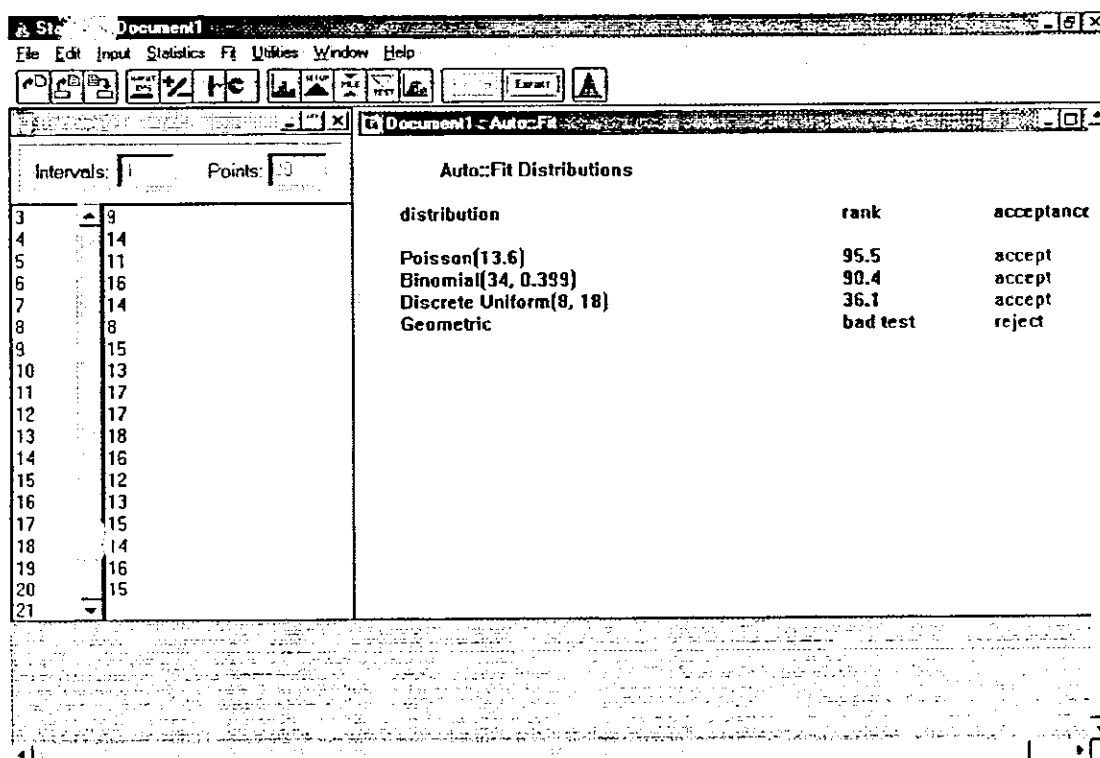 Document1
File Edit Input Statistics Fit Utilities Window Help
Document1 - Auto::Fit
Intervals: Points:
Auto::Fit Distributions
distribution rank acceptance
Poisson(13.6) 95.5 accept
Binomial(34, 0.399) 90.4 accept
Discrete Uniform(8, 18) 36.1 accept
Geometric bad test reject
3 9
4 14
5 11
6 16
7 14
8 8
9 15
10 13
11 17
12 17
13 18
14 16
15 12
16 13
17 15
18 14
19 16
20 15
21